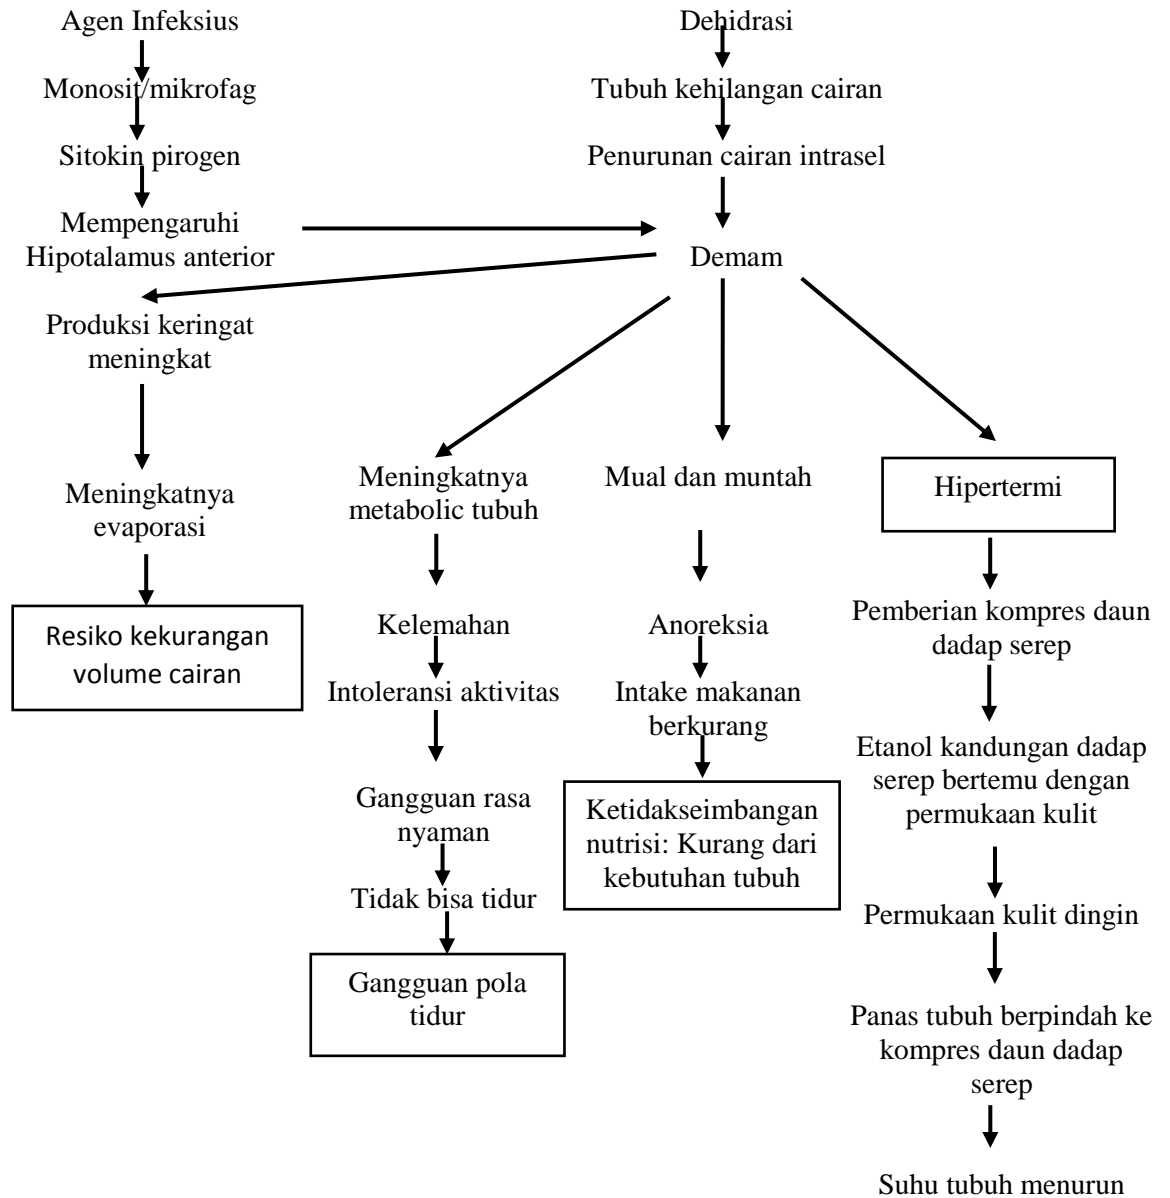 Agen Infeksius
Dehidrasi
Monosit/mikrofag
Tubuh kehilangan cairan
Sitokin pirogen
Penurunan cairan intrasel
Mempengaruhi
Hipotalamus anterior
Demam
Produksi keringat
meningkat
Meningkatnya
evaporasi
Resiko kekurangan
volume cairan
Meningkatnya
metabolic tubuh
Kelemahan
Intoleransi aktivitas
Gangguan rasa
nyaman
Tidak bisa tidur
Gangguan pola
tidur
Mual dan muntah
Anoreksia
Intake makanan
berkurang
Ketidakseimbangan
nutrisi: Kurang dari
kebutuhan tubuh
Hipertermi
Pemberian kompres daun
dadap serep
Etanol kandungan dadap
serep bertemu dengan
permukaan kulit
Permukaan kulit dingin
Panas tubuh berpindah ke
kompres daun dadap
serep
Suhu tubuh menurun